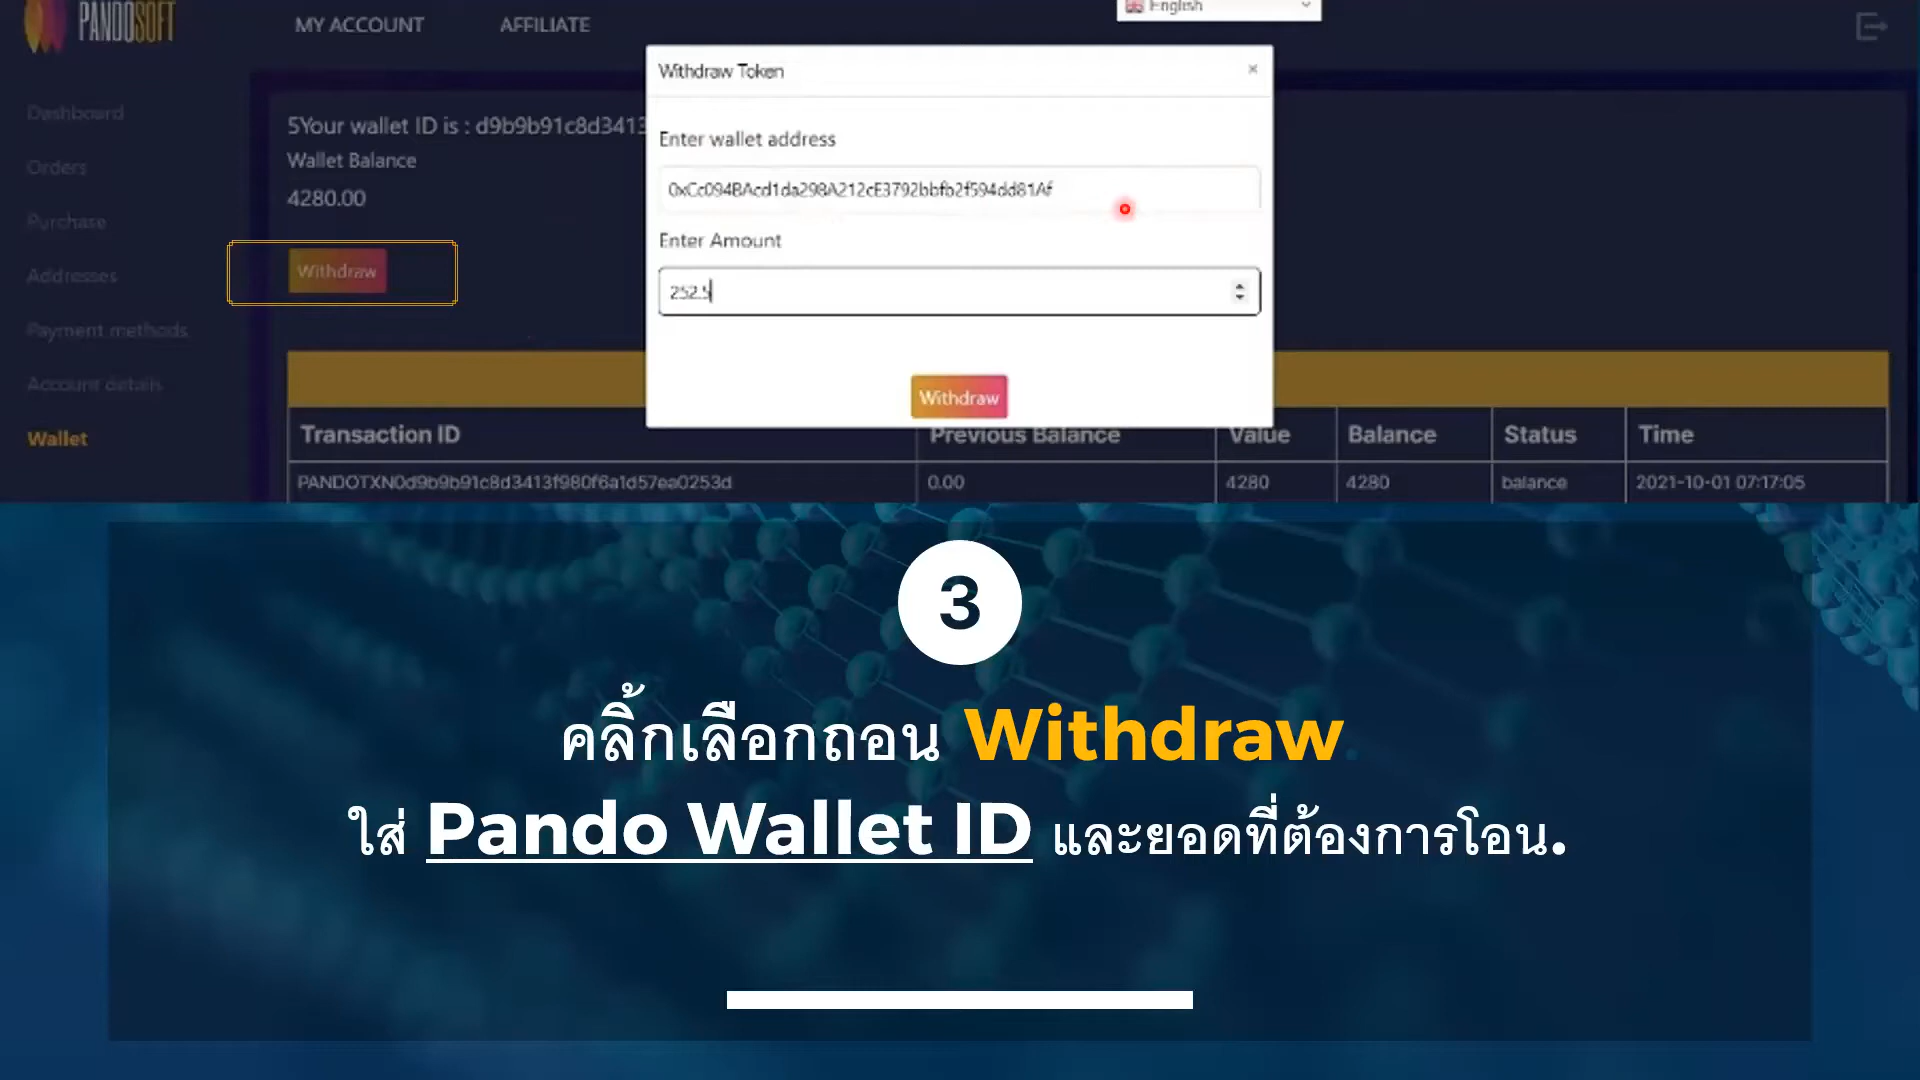 PANDOSOFT
MY ACCOUNT
AFFILIATE
English
Withdraw Token
×
Dashboard
Orders
Purchase
Addresses
Payment methods
Account details
Wallet
5Your wallet ID is : d9b9b91c8d3413
Wallet Balance
4280.00
Withdraw
Enter wallet address
0xCc094BAcd1da298A212cE3792bbfb2f594dd81Af
Enter Amount
252.5
Withdraw
Transaction ID Previous Balance Value Balance Status Time
PANDOTXN0d9b9b91c8d3413f980f6a1d57ea0253d 0.00 4280 4280 balance 2021-10-01 07:17:05
3
คลิ้กเลือกถอน Withdraw.
ใส่ Pando Wallet ID และยอดที่ต้องการโอน.